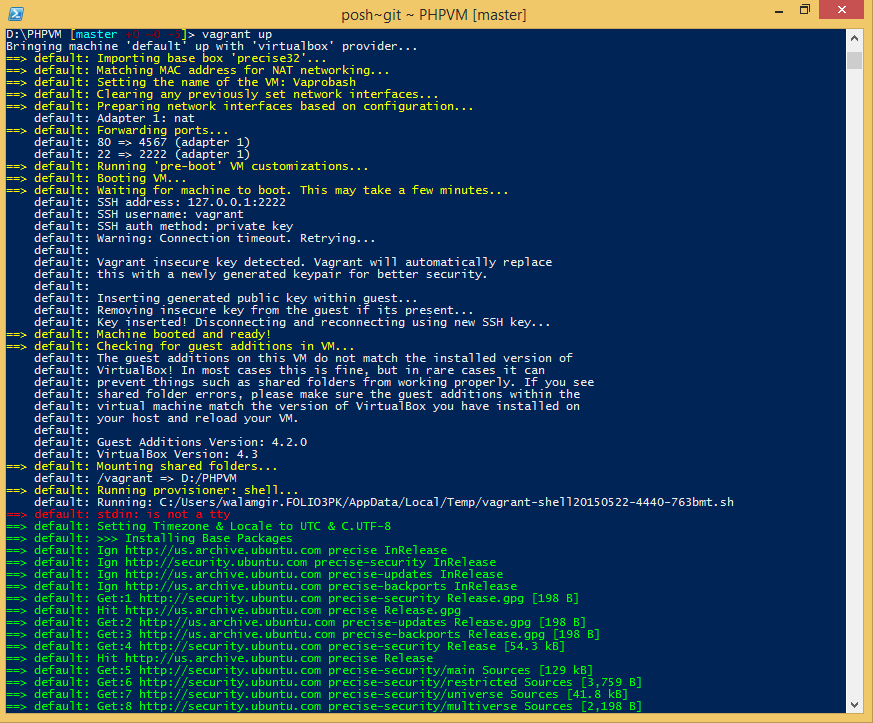 posh~git ~ PHPVM [master]
D:\PHPVM [master +0 ~0 -5]> vagrant up
Bringing machine 'default' up with 'virtualbox' provider...
==> default: Importing base box 'precise32'...
==> default: Matching MAC address for NAT networking...
==> default: Setting the name of the VM: Vaprobash
==> default: Clearing any previously set network interfaces...
==> default: Preparing network interfaces based on configuration...
    default: Adapter 1: nat
==> default: Forwarding ports...
    default: 80 => 4567 (adapter 1)
    default: 22 => 2222 (adapter 1)
==> default: Running 'pre-boot' VM customizations...
==> default: Booting VM...
==> default: Waiting for machine to boot. This may take a few minutes...
    default: SSH address: 127.0.0.1:2222
    default: SSH username: vagrant
    default: SSH auth method: private key
    default: Warning: Connection timeout. Retrying...
    default:
    default: Vagrant insecure key detected. Vagrant will automatically replace
    default: this with a newly generated keypair for better security.
    default:
    default: Inserting generated public key within guest...
    default: Removing insecure key from the guest if its present...
    default: Key inserted! Disconnecting and reconnecting using new SSH key...
==> default: Machine booted and ready!
==> default: Checking for guest additions in VM...
    default: The guest additions on this VM do not match the installed version of
    default: VirtualBox! In most cases this is fine, but in rare cases it can
    default: prevent things such as shared folders from working properly. If you see
    default: shared folder errors, please make sure the guest additions within the
    default: virtual machine match the version of VirtualBox you have installed on
    default: your host and reload your VM.
    default:
    default: Guest Additions Version: 4.2.0
    default: VirtualBox Version: 4.3
==> default: Mounting shared folders...
    default: /vagrant => D:/PHPVM
==> default: Running provisioner: shell...
    default: Running: C:/Users/walamgir.FOLIO3PK/AppData/Local/Temp/vagrant-shell20150522-4440-763bmt.sh
==> default: stdin: is not a tty
==> default: Setting Timezone & Locale to UTC & C.UTF-8
==> default: >>> Installing Base Packages
==> default: Ign http://us.archive.ubuntu.com precise InRelease
==> default: Ign http://security.ubuntu.com precise-security InRelease
==> default: Ign http://us.archive.ubuntu.com precise-updates InRelease
==> default: Ign http://us.archive.ubuntu.com precise-backports InRelease
==> default: Get:1 http://security.ubuntu.com precise-security Release.gpg [198 B]
==> default: Hit http://us.archive.ubuntu.com precise Release.gpg
==> default: Get:2 http://us.archive.ubuntu.com precise-updates Release.gpg [198 B]
==> default: Get:3 http://us.archive.ubuntu.com precise-backports Release.gpg [198 B]
==> default: Get:4 http://security.ubuntu.com precise-security Release [54.3 kB]
==> default: Hit http://us.archive.ubuntu.com precise Release
==> default: Get:5 http://security.ubuntu.com precise-security/main Sources [129 kB]
==> default: Get:6 http://security.ubuntu.com precise-security/restricted Sources [3,759 B]
==> default: Get:7 http://security.ubuntu.com precise-security/universe Sources [41.8 kB]
==> default: Get:8 http://security.ubuntu.com precise-security/multiverse Sources [2,198 B]